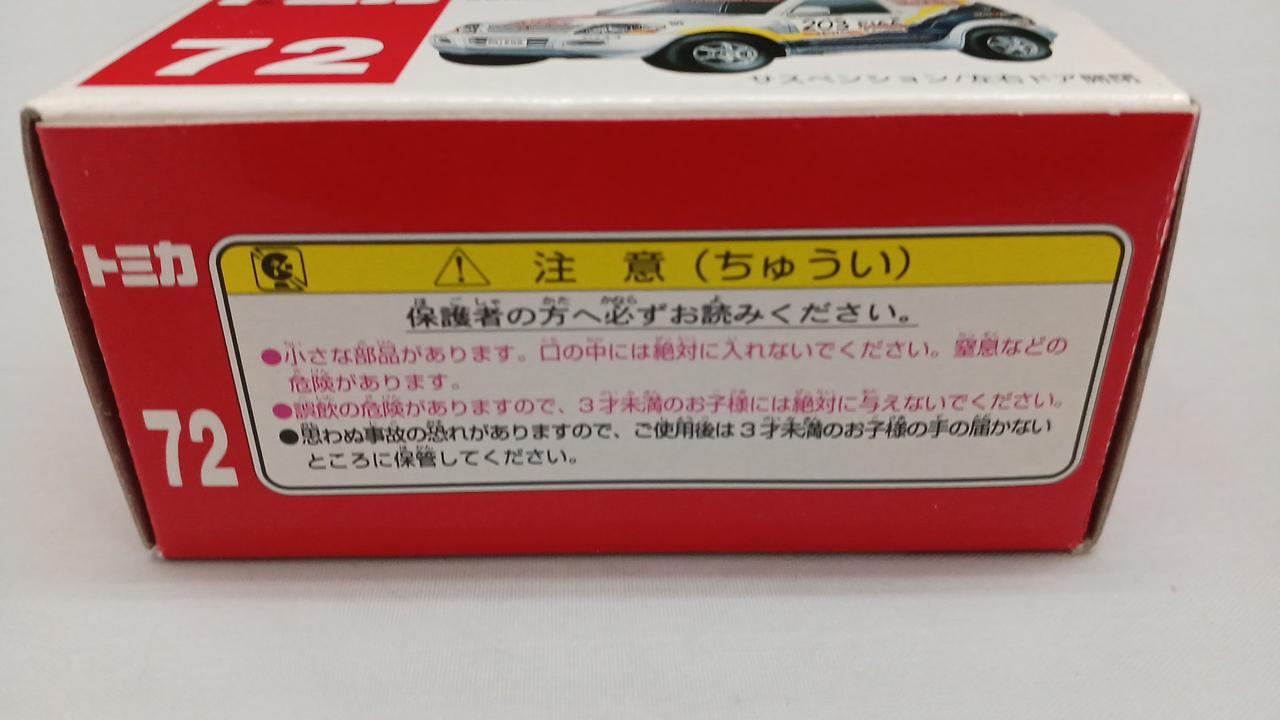 トミカ
72
203 PIAA
サスペンション/左右ドア開閉
トミカ
72
注 意 (ちゅうい)
保護者の方へ必ずお読みください。
●小さな部品があります。口の中には絶対に入れないでください。窒息などの
危険があります。
●誤飲の危険がありますので、3才未満のお子様には絶対に与えないでください。
●思わぬ事故の恐れがありますので、ご使用後は3才未満のお子様の手の届かない
ところに保管してください。